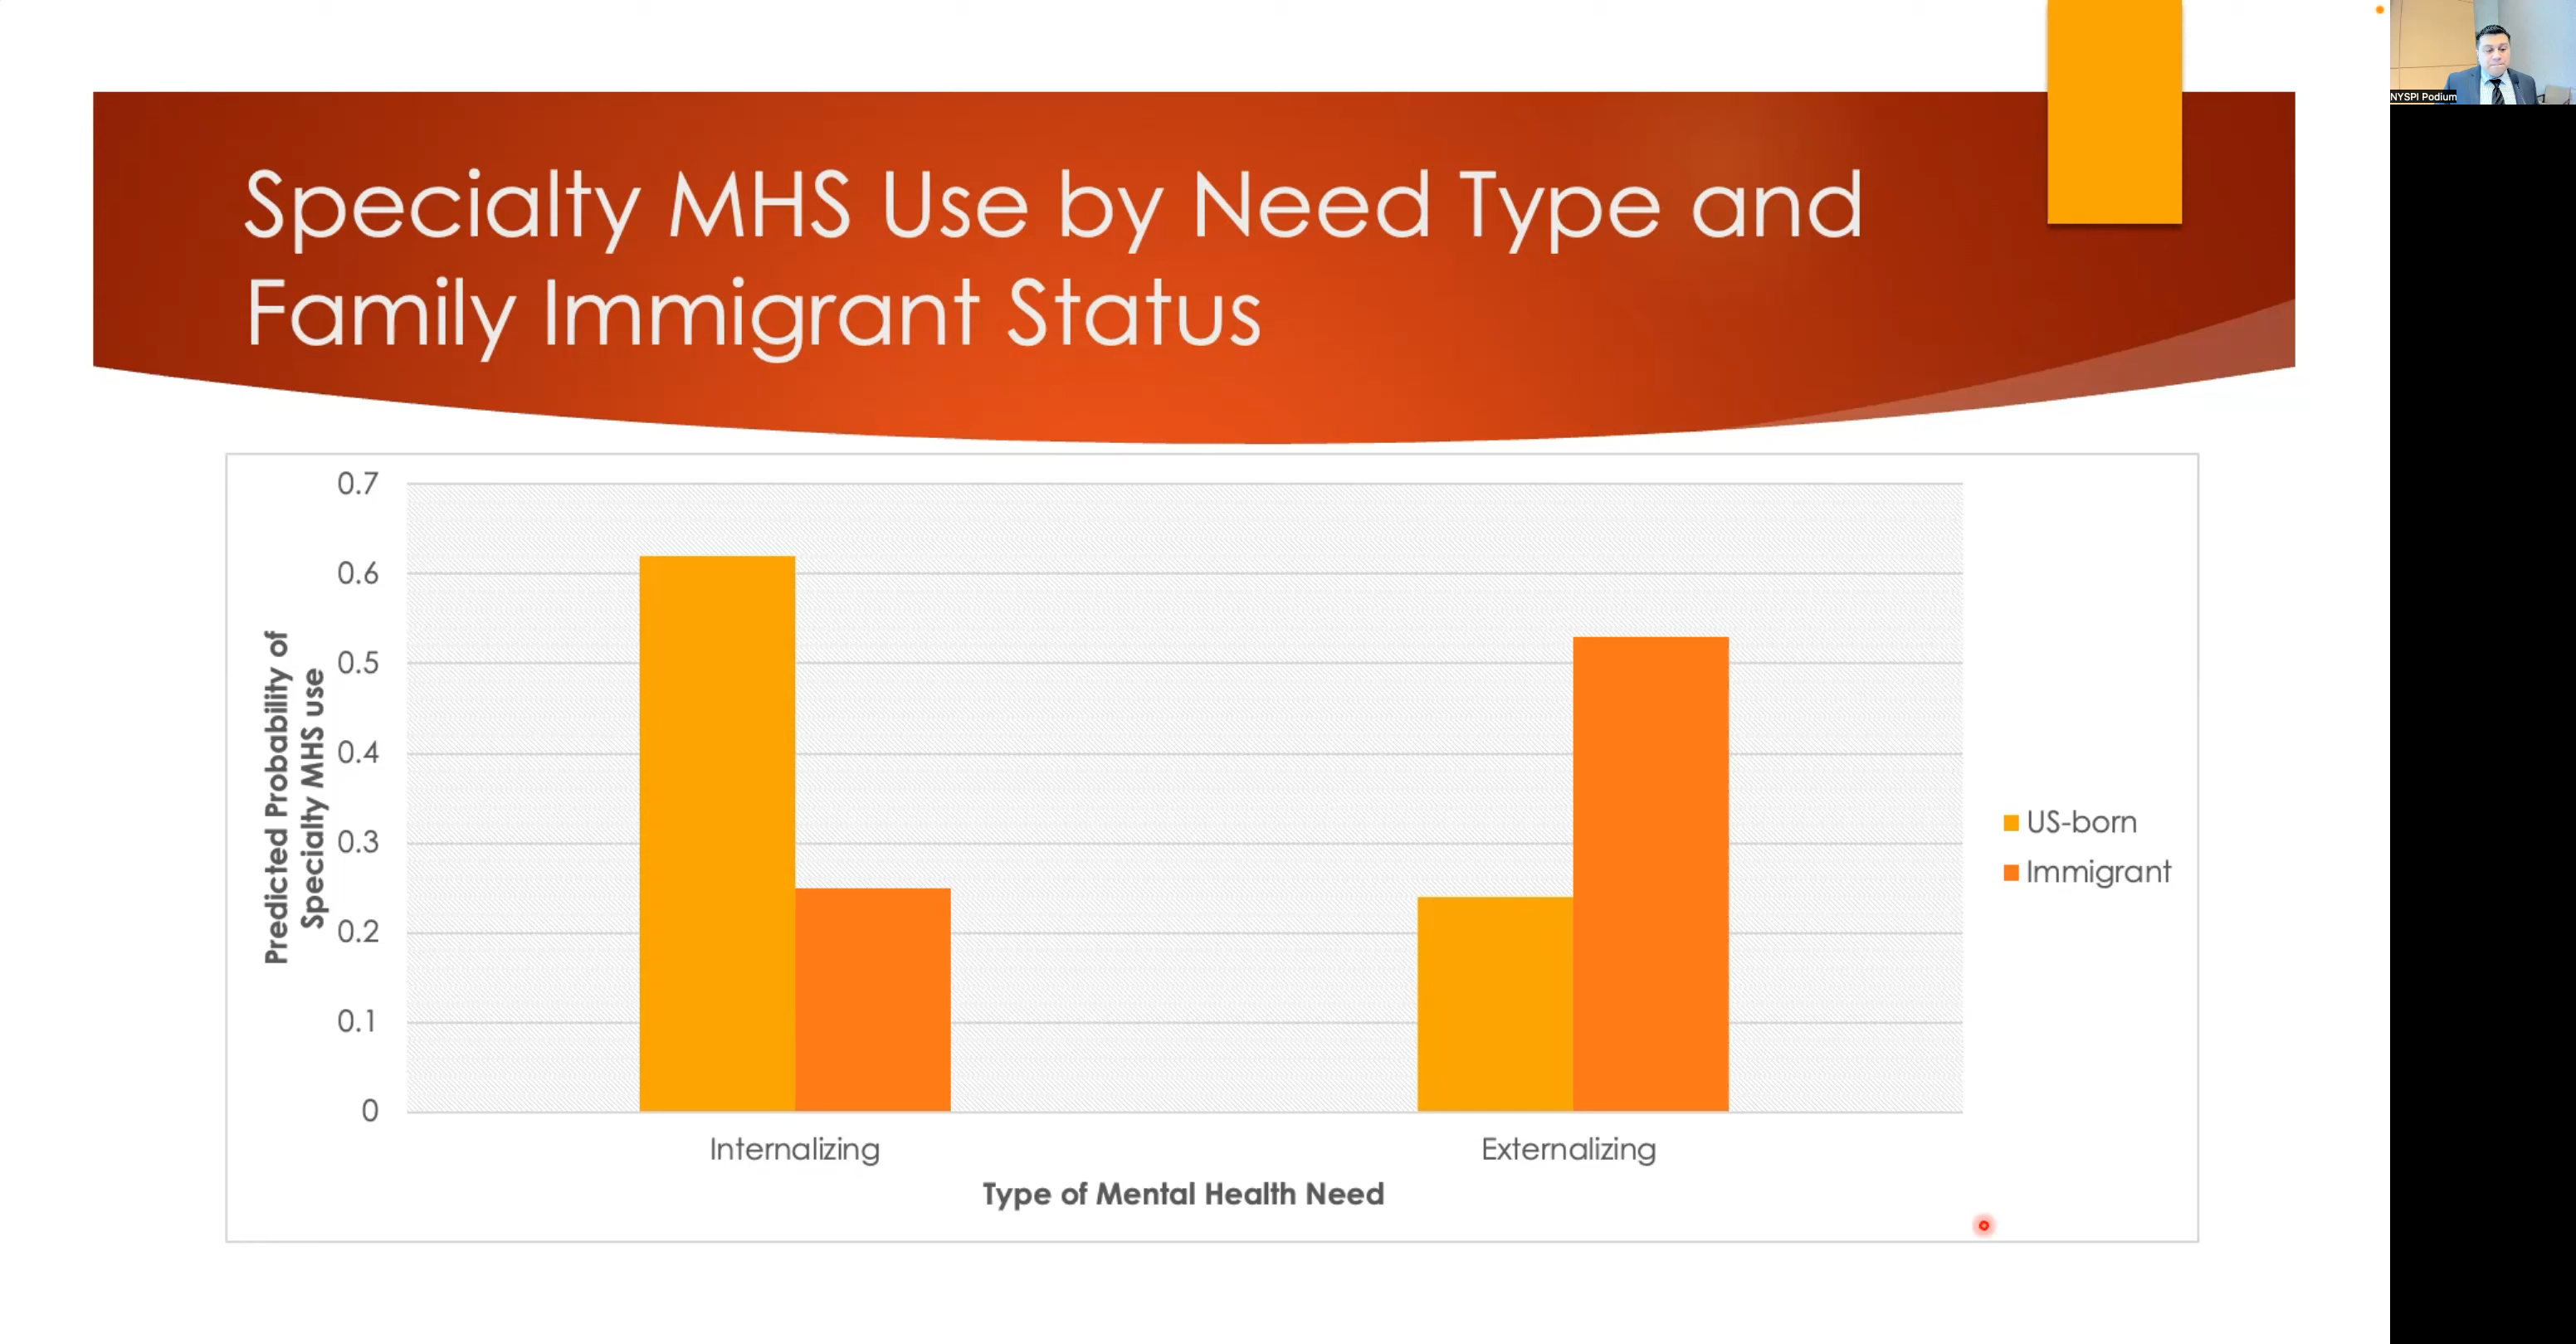 NYSPI Podium
Specialty MHS Use by Need Type and
Family Immigrant Status
0.7
0.6
0.5
0.4
0.3
0.2
0.1
0
Predicted Probability of
Specialty MHS use
Internalizing
Externalizing
Type of Mental Health Need
US-born
Immigrant